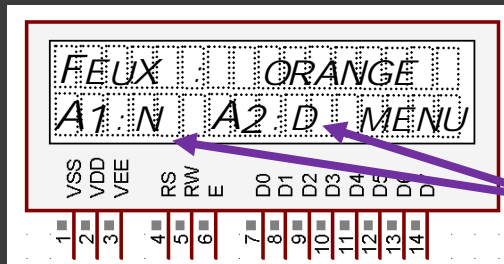 FEUX : ORANGE
A1:N A2:D MENU
VSS VDD VEE RS RW E D0 D1 D2 D3 D4 D5 D6 D7
1 2 3 4 5 6 7 8 9 10 11 12 13 14